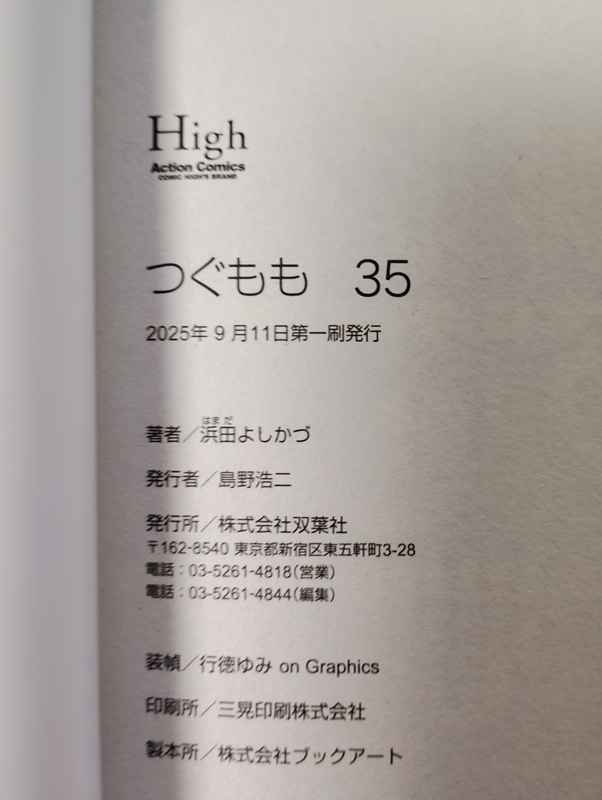 High
Action Comics
COMIC HIGH'S BRAND
つぐもも 35
2025年 9 月11日第一刷発行
はまだ
著者／浜田よしかづ
発行者／島野浩二
発行所／株式会社双葉社
〒162-8540 東京都新宿区東五軒町3-28
電話：03-5261-4818(営業)
電話：03-5261-4844(編集)
装幀／行徳ゆみ on Graphics
印刷所／三晃印刷株式会社
製本所／株式会社ブックアート